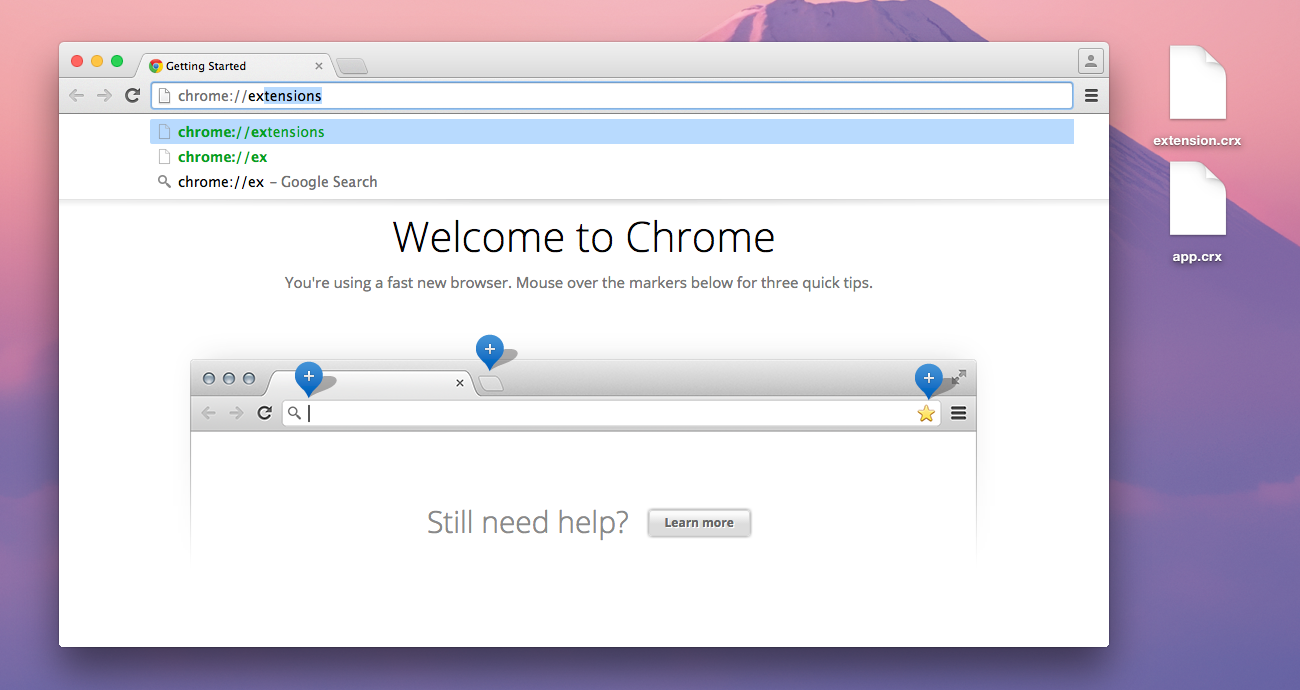 Getting Started
chrome://extensions
chrome://extensions
chrome://ex
chrome://ex – Google Search
Welcome to Chrome
You're using a fast new browser. Mouse over the markers below for three quick tips.
Still need help? Learn more
extension.crx
app.crx